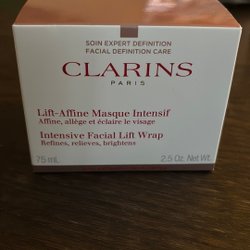 SOIN EXPERT DEFINITION
FACIAL DEFINITION CARE
CLARINS
PARIS
Lift-Affine Masque Intensif
Affine, allège et éclaire le visage
Intensive Facial Lift Wrap
Refines, relieves, brightens
75 mL
2.5 Oz. Net Wt.